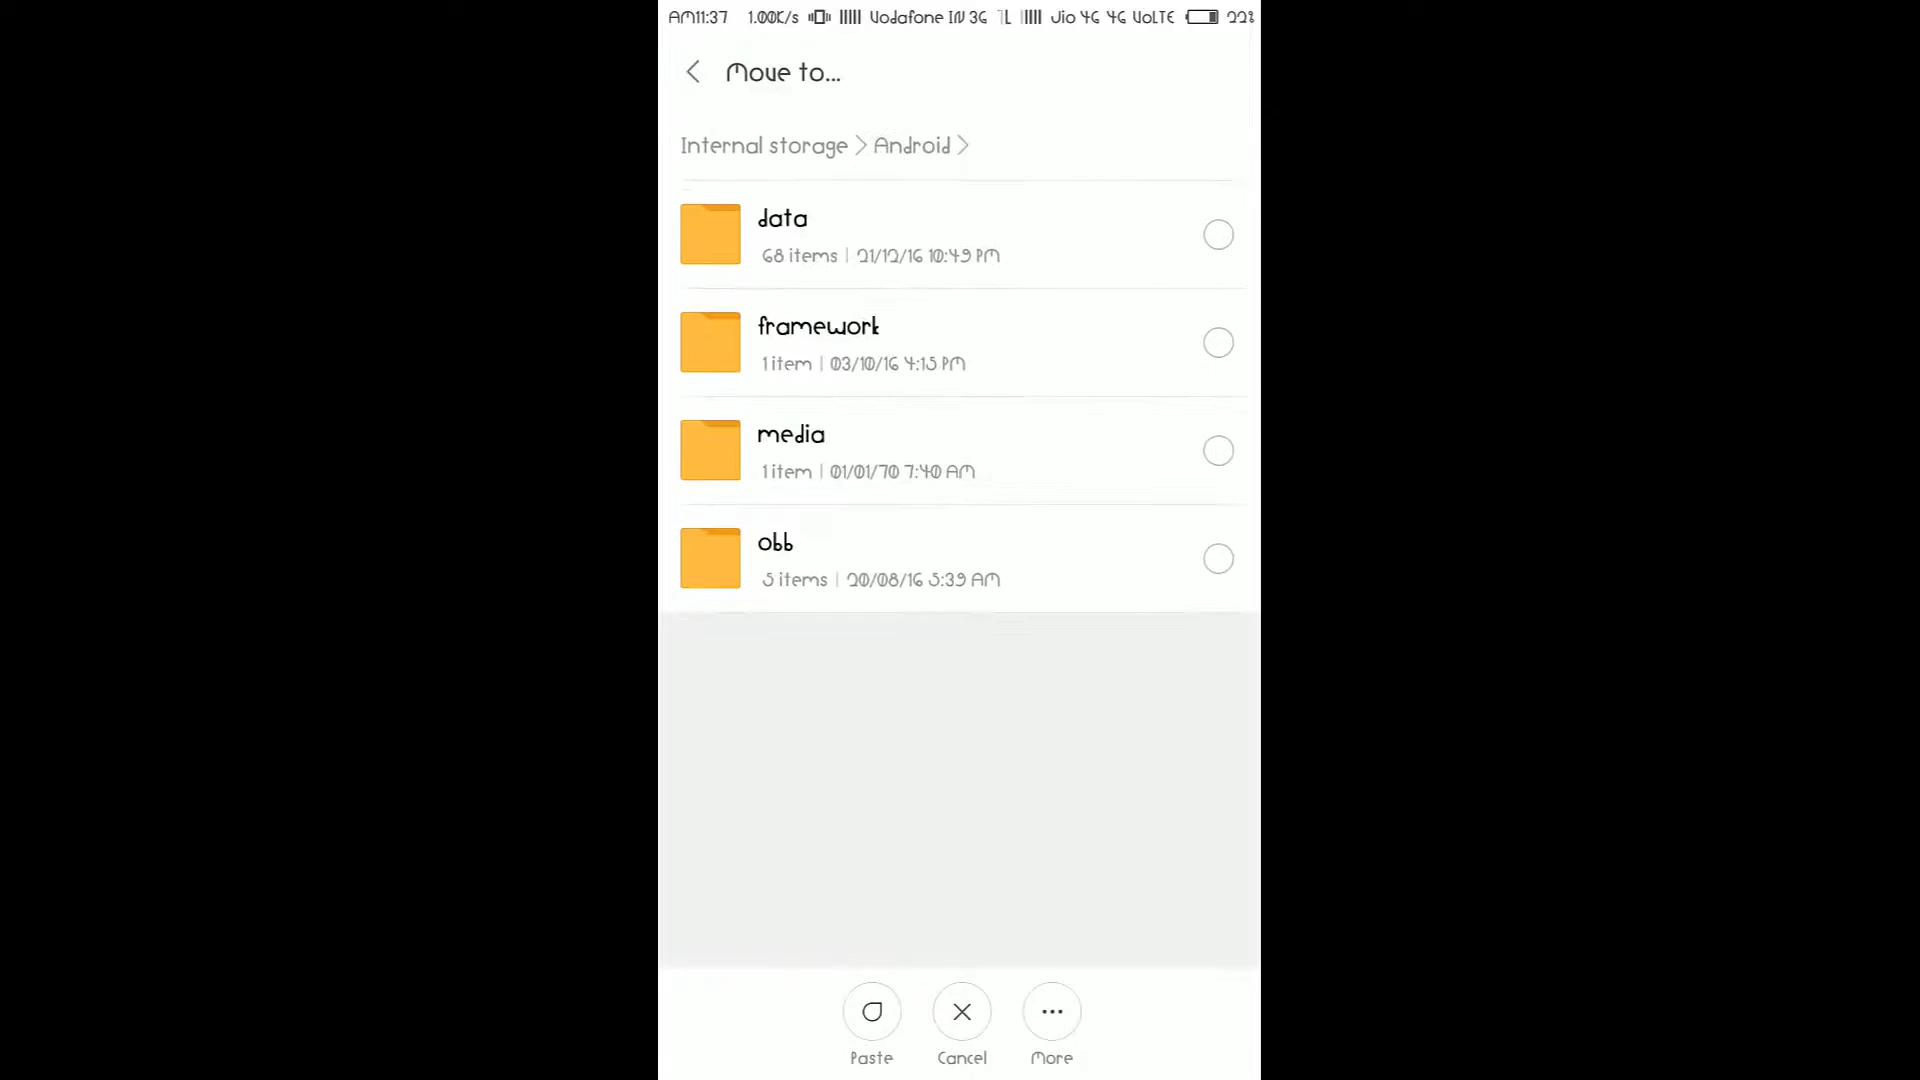 AM11:37 1.00K/s Vodafone IN 3G Jio 4G 4G VoLTE 22%
Move to...
Internal storage > Android >
data
68 items | 21/12/16 10:49 PM
framework
1 item | 03/10/16 4:15 PM
media
1 item | 01/01/70 7:40 AM
obb
5 items | 20/08/16 5:39 AM
Paste Cancel More